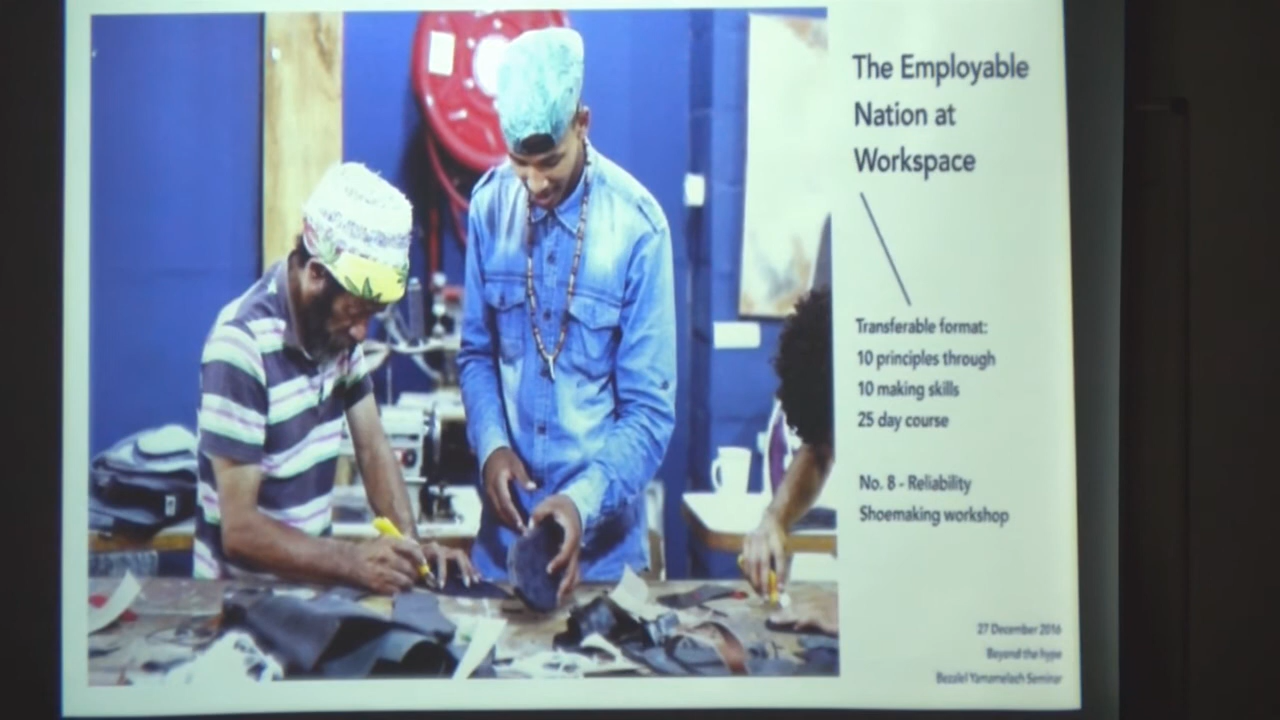 The Employable
Nation at
Workspace
Transferable format:
10 principles through
10 making skills
25 day course
No. 8 - Reliability
Shoemaking workshop
27 December 2016
Beyond the hype
Bezalel Yamamelach Seminar